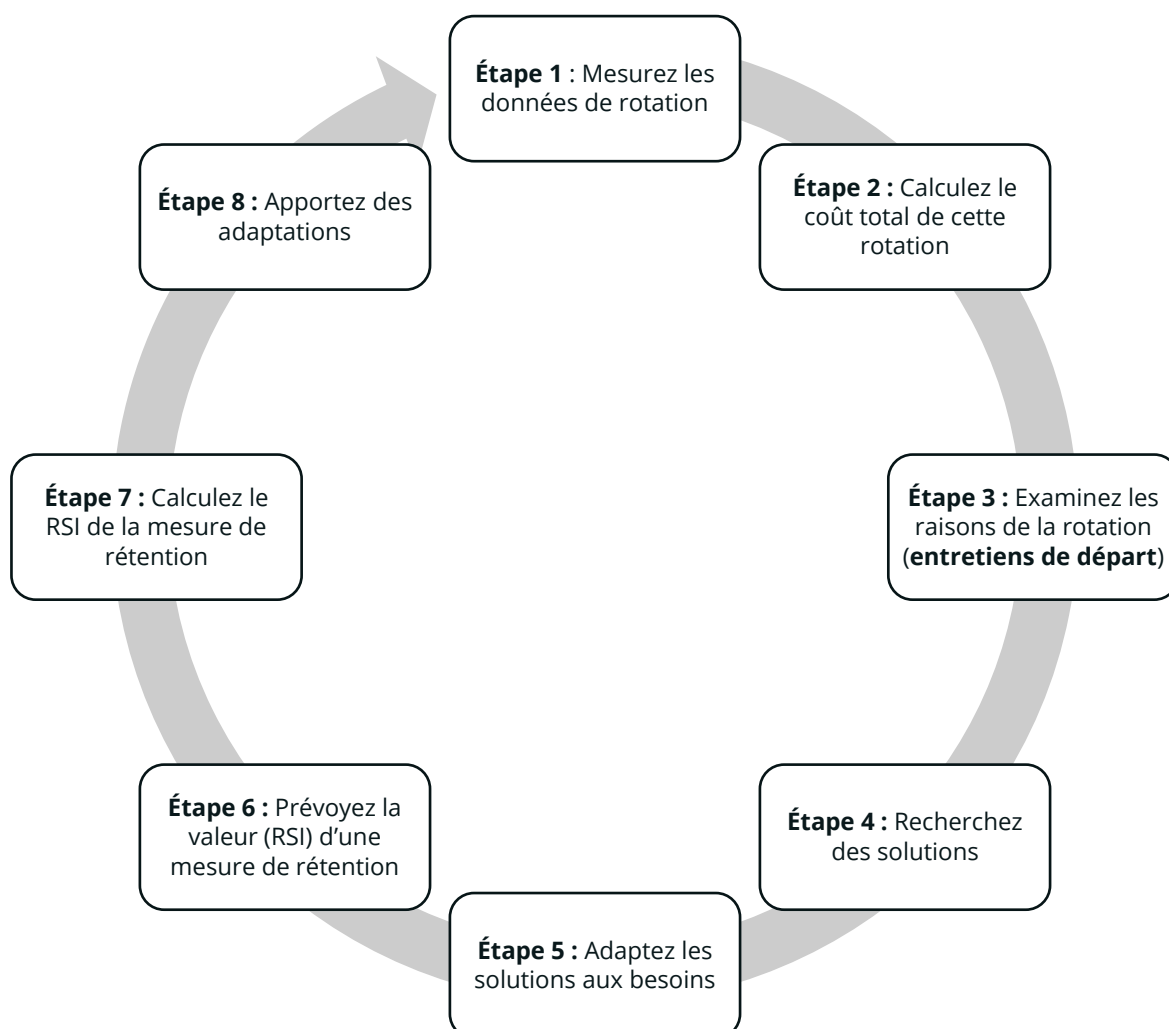 Étape 1 : Mesurez les
données de rotation
Étape 2 : Calculez le
coût total de cette
rotation
Étape 3 : Examinez les
raisons de la rotation
(entretiens de départ)
Étape 4 : Recherchez
des solutions
Étape 5 : Adaptez les
solutions aux besoins
Étape 6 : Prévoyez la
valeur (RSI) d’une
mesure de rétention
Étape 7 : Calculez le
RSI de la mesure de
rétention
Étape 8 : Apportez des
adaptations